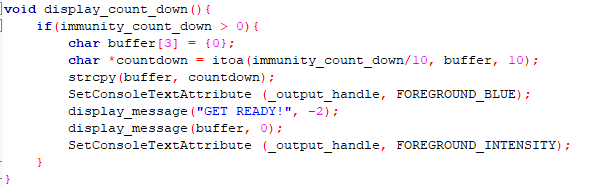 void display_count_down(){
if(immunity_count_down > 0){
char buffer[3] = {0};
char *countdown = itoa(immunity_count_down/10, buffer, 10);
strcpy(buffer, countdown);
SetConsoleTextAttribute (_output_handle, FOREGROUND_BLUE);
display_message("GET READY!", -2);
display_message(buffer, 0);
SetConsoleTextAttribute (_output_handle, FOREGROUND_INTENSITY);
}
}